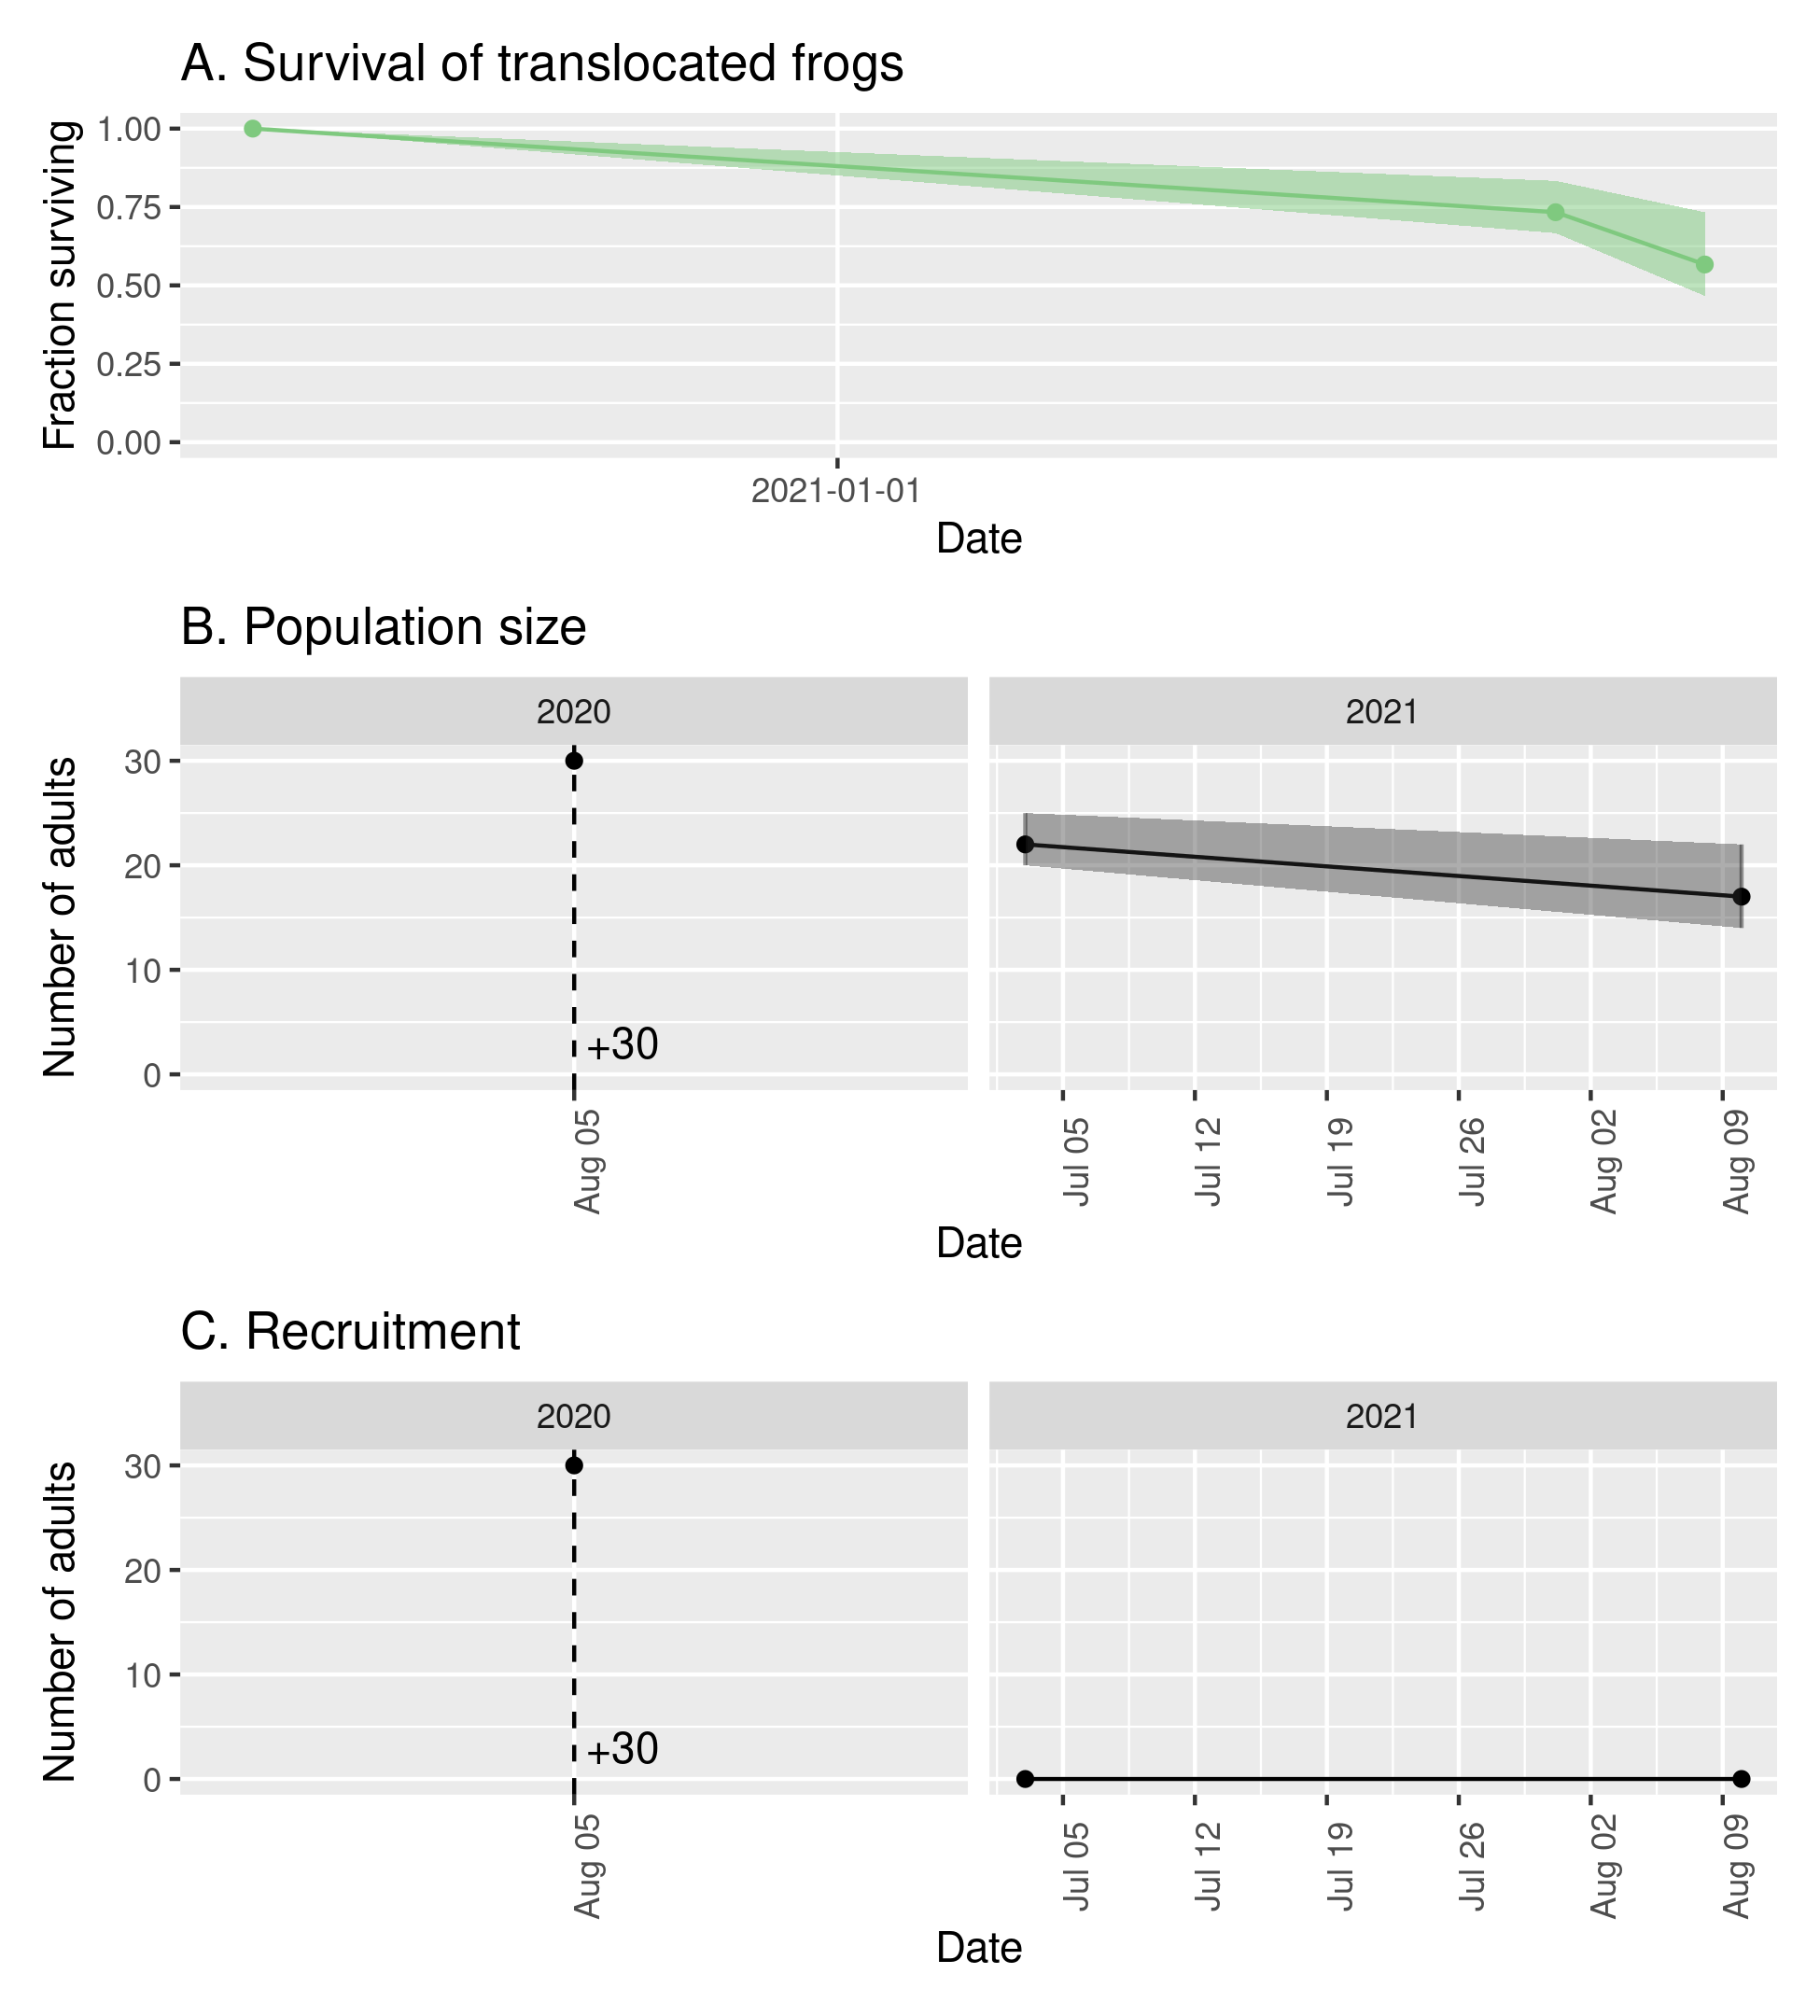 A. Survival of translocated frogs
Fraction surviving
1.00
0.75
0.50
0.25
0.00
2021-01-01
Date
B. Population size
2020
2021
Number of adults
30
20
10
0
+30
Aug 05
Jul 05
Jul 12
Jul 19
Jul 26
Aug 02
Aug 09
Date
C. Recruitment
2020
2021
Number of adults
30
20
10
0
+30
Aug 05
Jul 05
Jul 12
Jul 19
Jul 26
Aug 02
Aug 09
Date